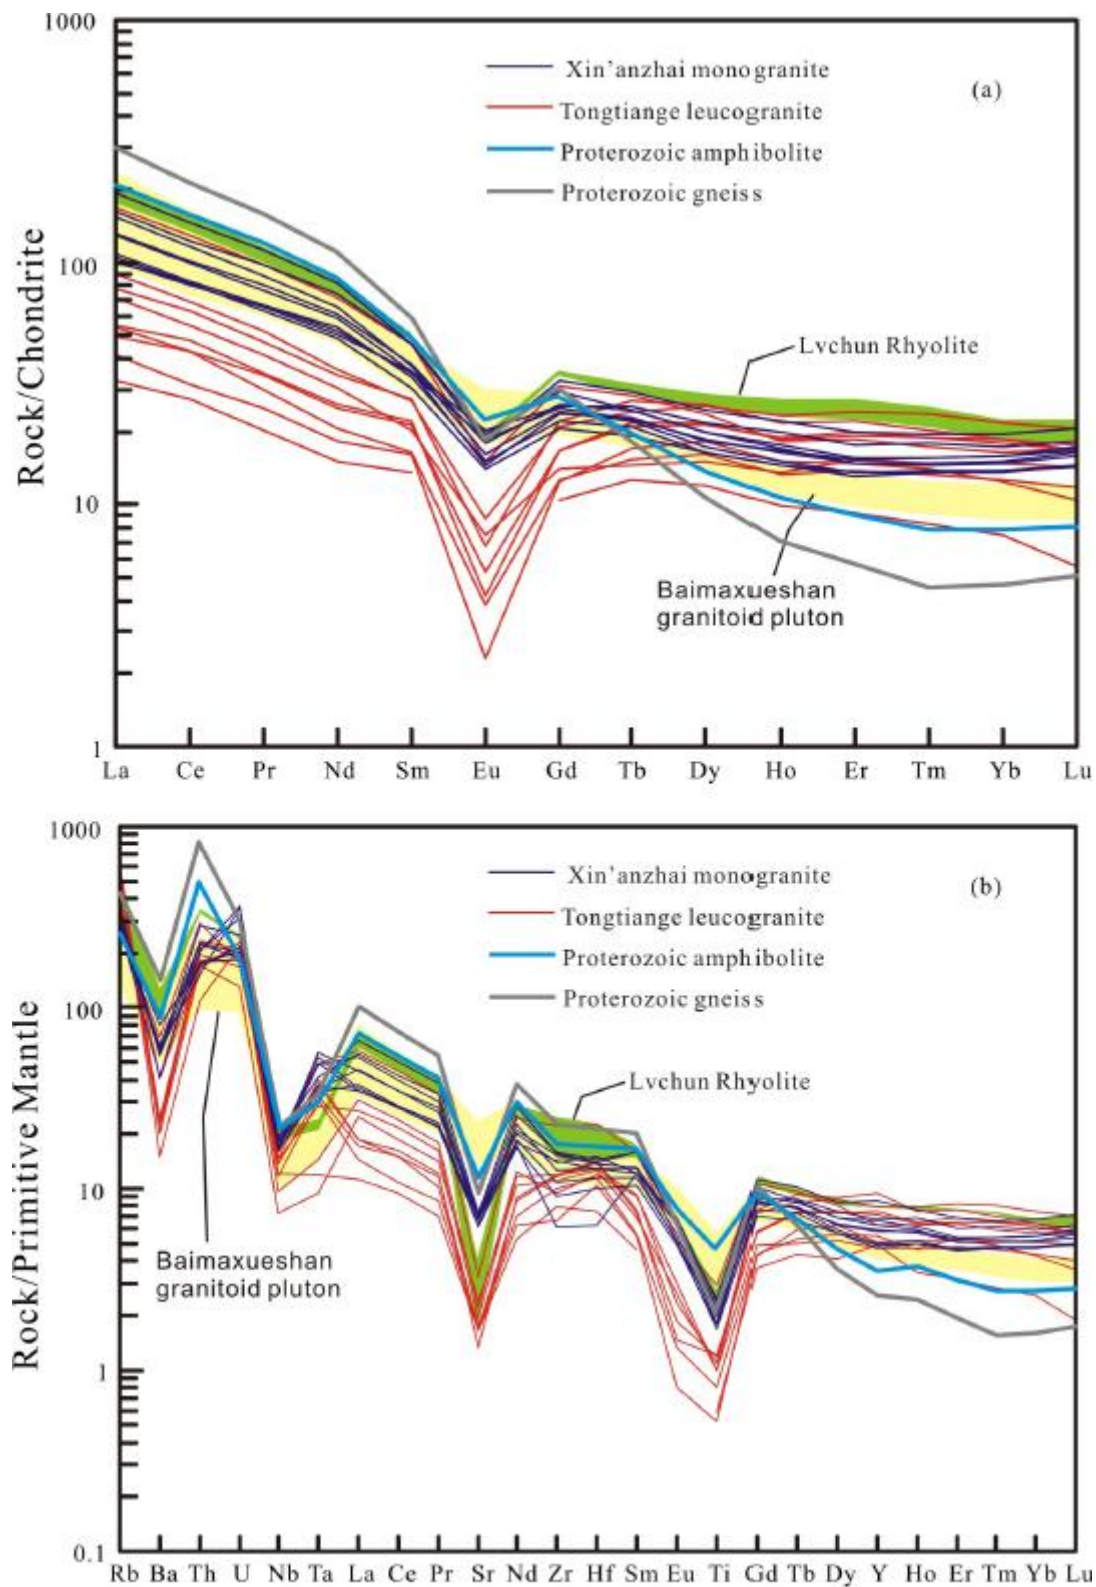 1000
Xin'anzhai monogranite
(a)
Tongtiange leucogranite
Proterozoic amphibolite
Proterozoic gneiss
Rock/Chondrite
100
Lvchun Rhyolite
10
Baimaxueshan
granitoid pluton
1
La Ce Pr Nd Sm Eu Gd Tb Dy Ho Er Tm Yb Lu
1000
Xin'anzhai monogranite
(b)
Tongtiange leucogranite
Proterozoic amphibolite
Proterozoic gneiss
Rock/Primitive Mantle
100
Lvchun Rhyolite
10
Baimaxueshan
granitoid pluton
1
0.1
Rb Ba Th U Nb Ta La Ce Pr Sr Nd Zr Hf Sm Eu Ti Gd Tb Dy Y Ho Er Tm Yb Lu